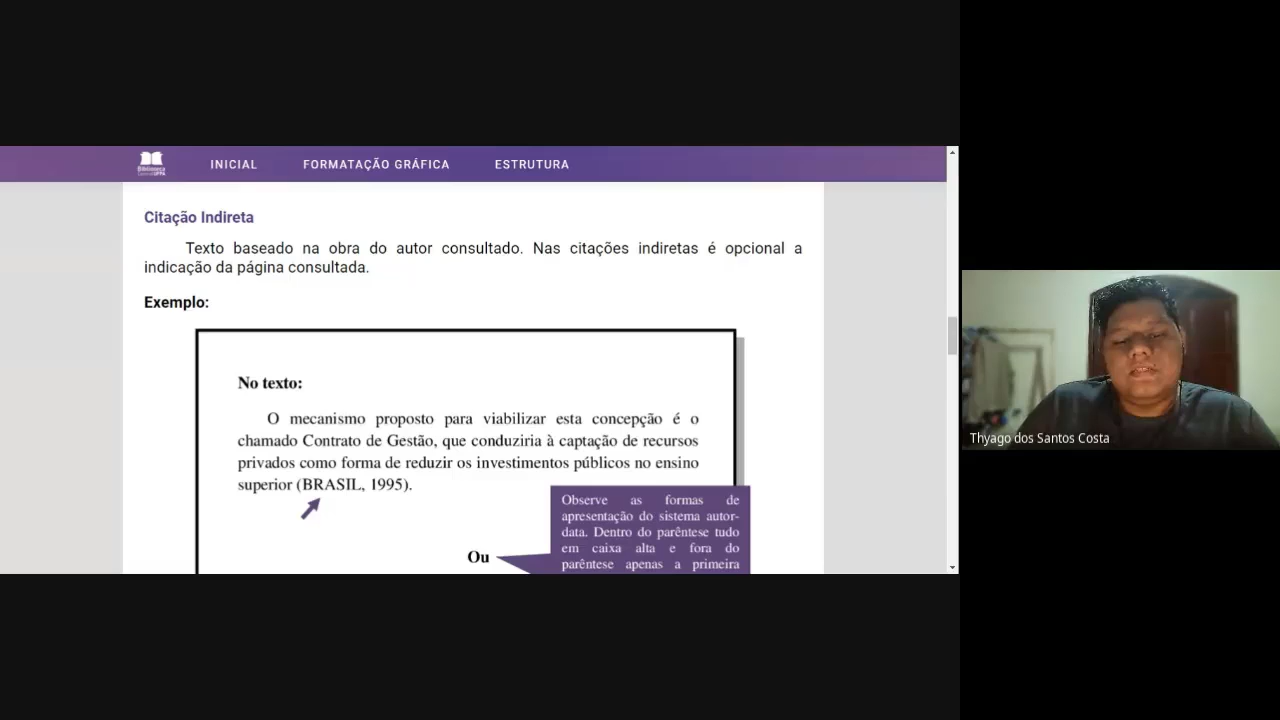 Biblioteca
INICIAL
FORMATAÇÃO GRÁFICA
ESTRUTURA
Citação Indireta
Texto baseado na obra do autor consultado. Nas citações indiretas é opcional a
indicação da página consultada.
Exemplo:
No texto:
O mecanismo proposto para viabilizar esta concepção é o
chamado Contrato de Gestão, que conduziria à captação de recursos
privados como forma de reduzir os investimentos públicos no ensino
superior (BRASIL, 1995).
Ou
Observe as formas de
apresentação do sistema autor-
data. Dentro do parêntese tudo
em caixa alta e fora do
parêntese apenas a primeira
Thyago dos Santos Costa